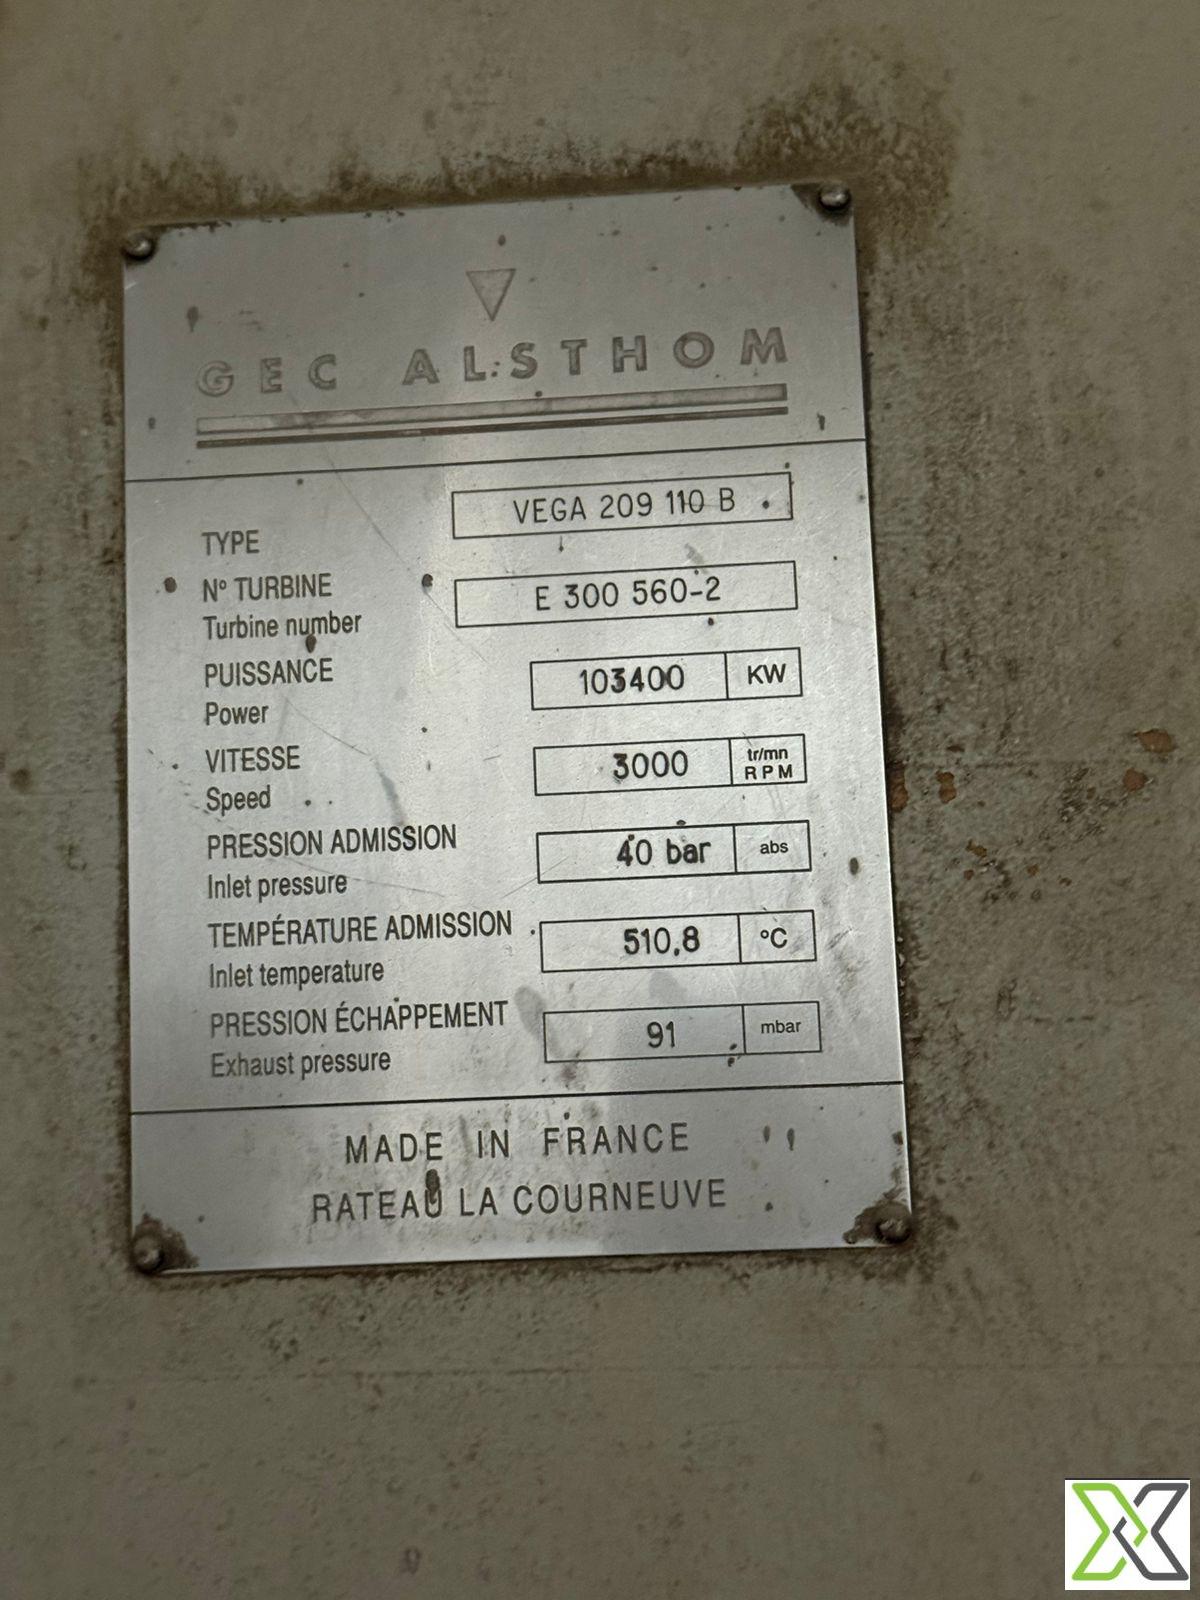 GEC ALSTHOM
TYPE VEGA 209 110 B
Nº TURBINE E 300 560-2
Turbine number
PUISSANCE 103400 KW
Power
VITESSE 3000 tr/mn
Speed RPM
PRESSION ADMISSION 40 bar abs
Inlet pressure
TEMPÉRATURE ADMISSION 510,8 ºC
Inlet temperature
PRESSION ÉCHAPPEMENT 91 mbar
Exhaust pressure
MADE IN FRANCE
RATEAU LA COURNEUVE